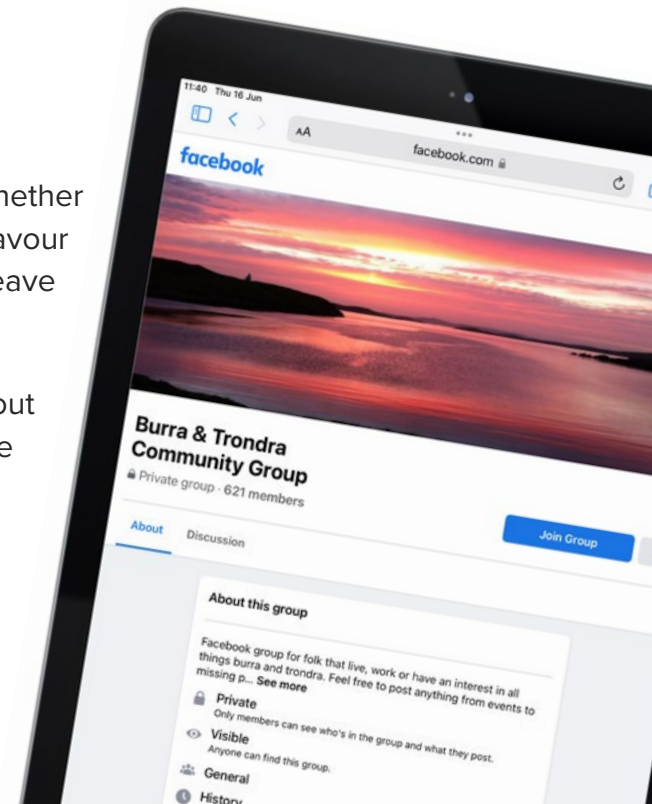 hether
avour
eave
out
e
11:40 Thu 16 Jun
AA
facebook.com
facebook
Burra & Trondra
Community Group
Private group · 621 members
Join Group
About Discussion
About this group
Facebook group for folk that live, work or have an interest in all
things burra and trondra. Feel free to post anything from events to
missing p... See more
Private
Only members can see who's in the group and what they post.
Visible
Anyone can find this group.
General
History